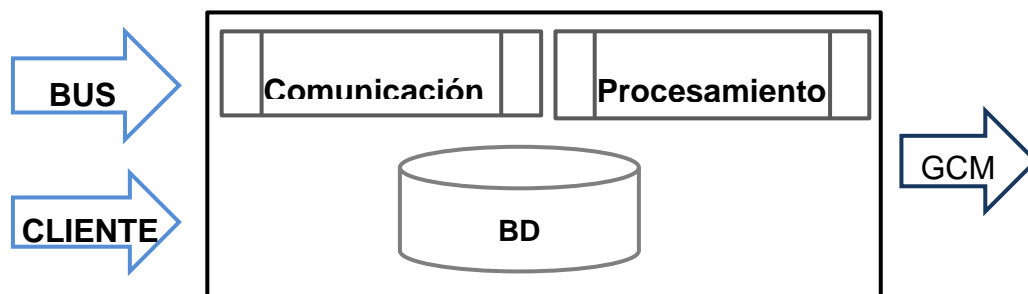 BUS
Comunicación
Procesamiento
GCM
CLIENTE
BD